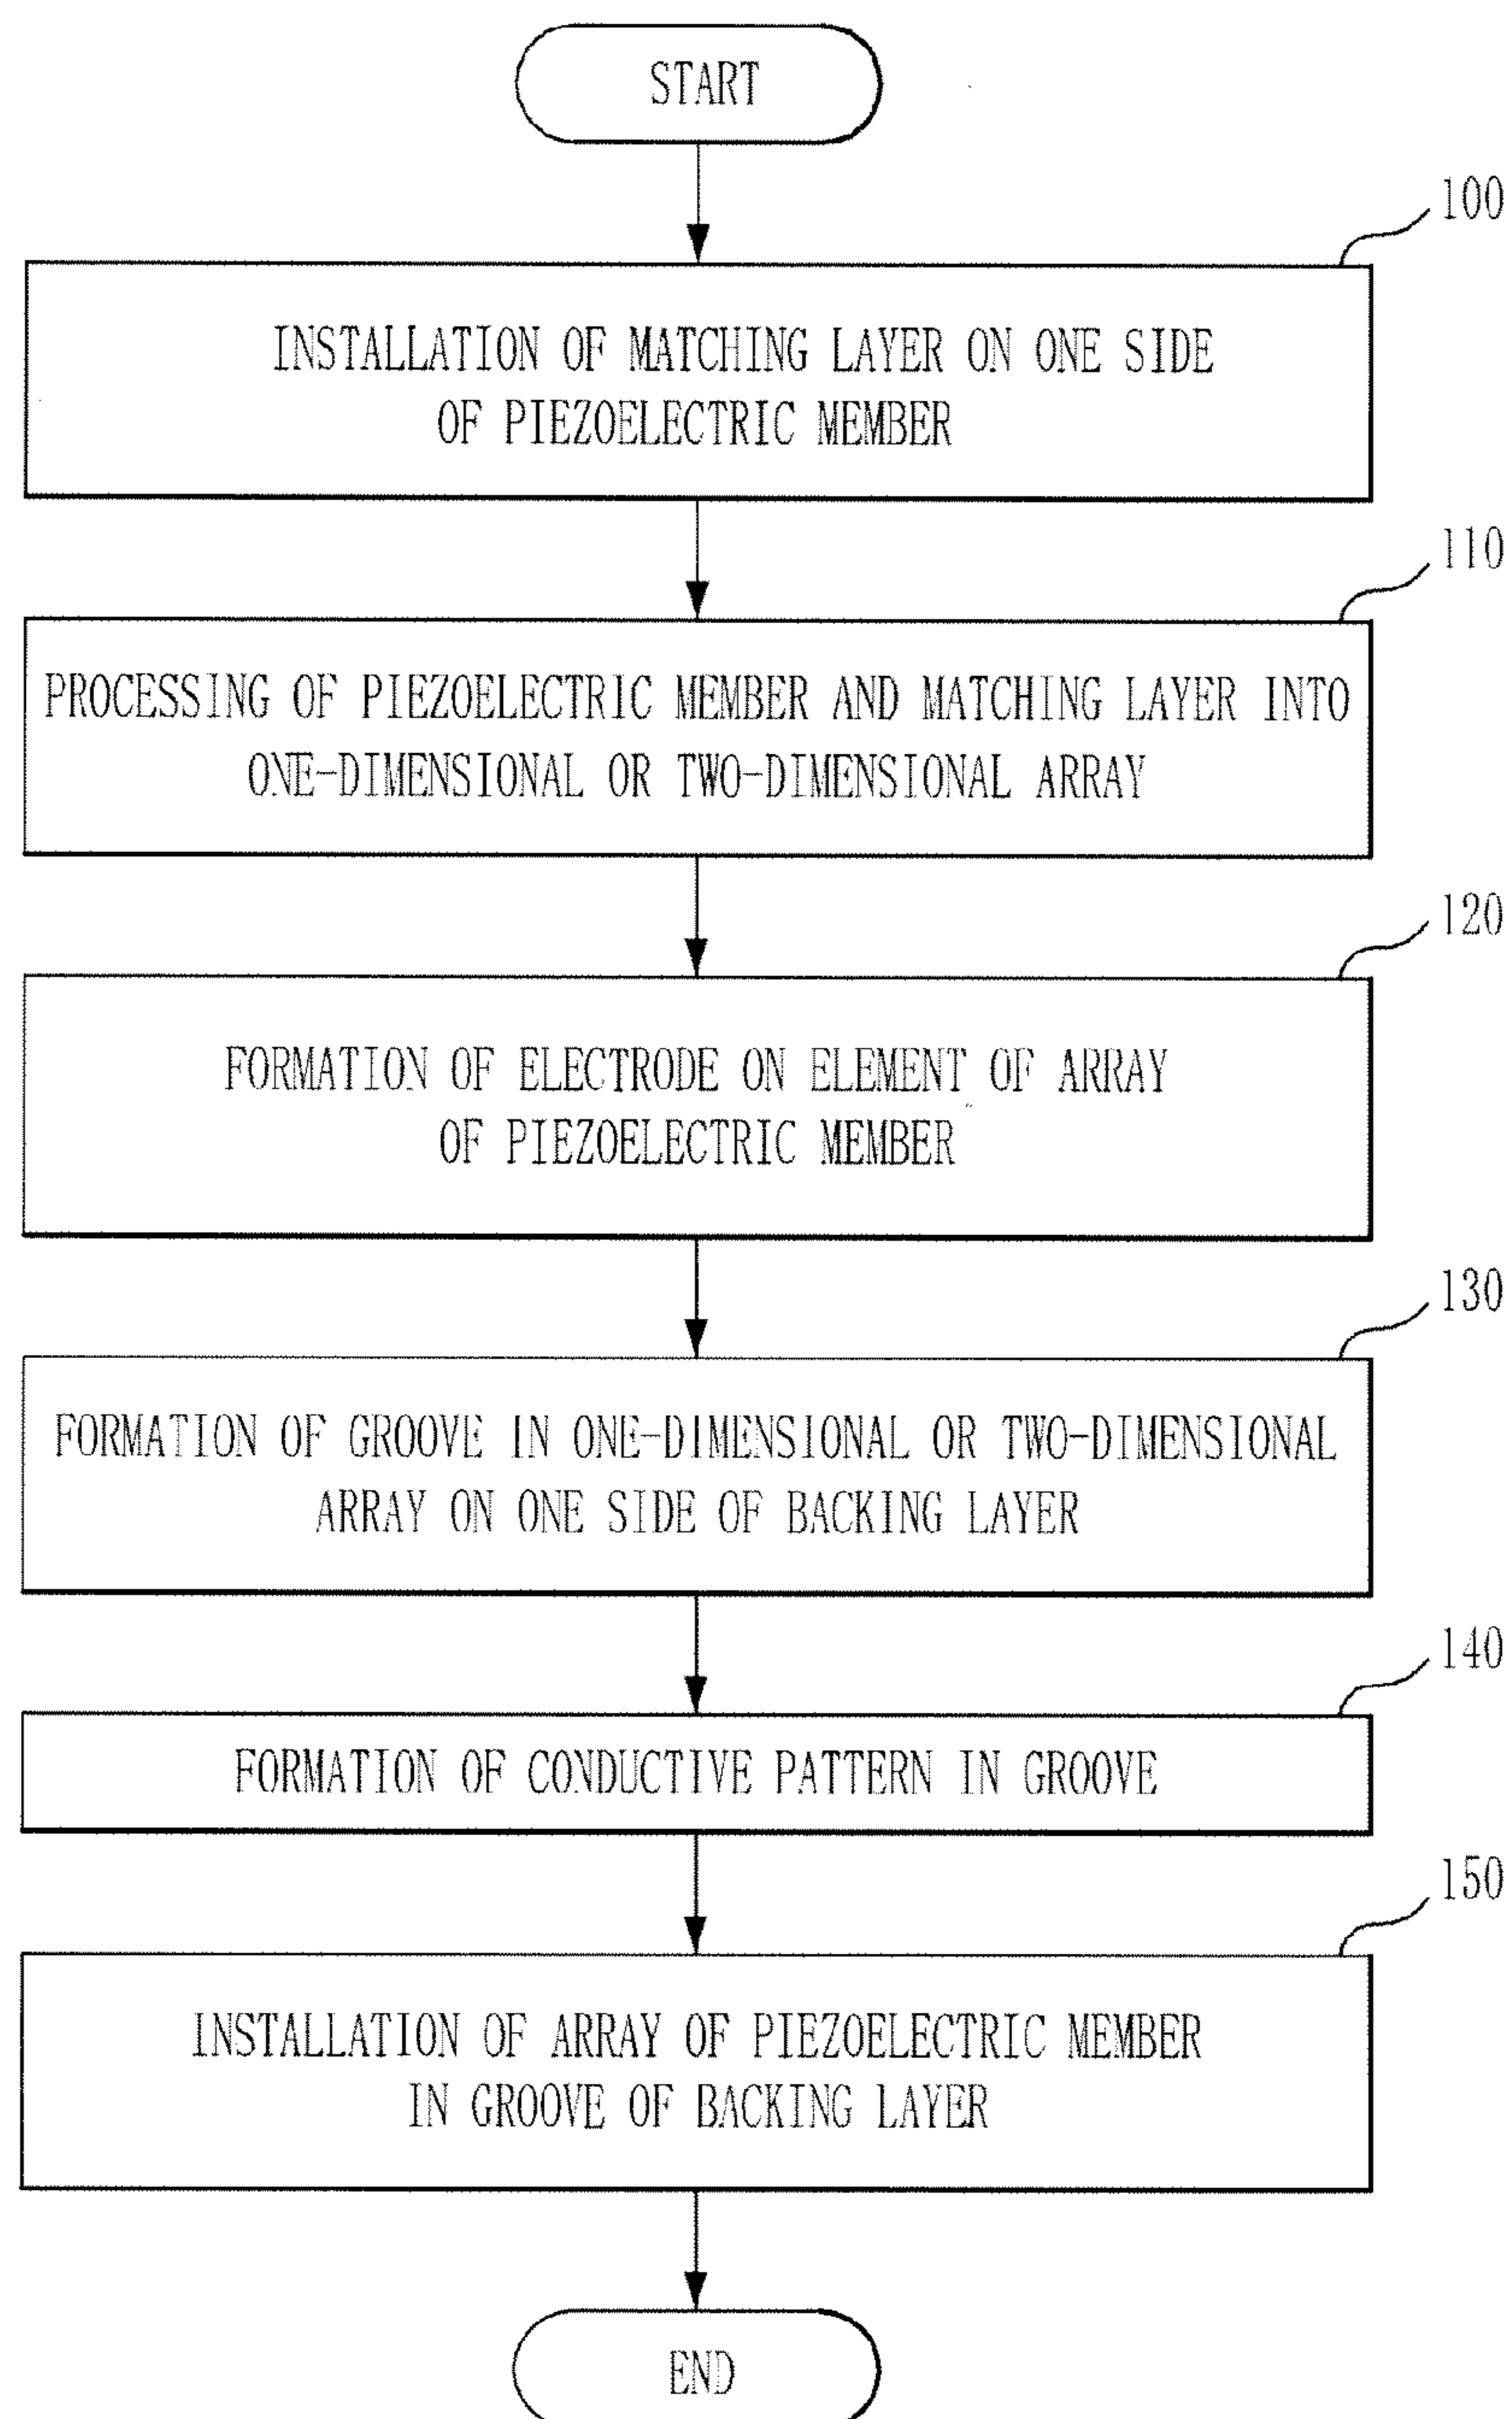 START
100
INSTALLATION OF MATCHING LAYER ON ONE SIDE
OF PIEZOELECTRIC MEMBER
110
PROCESSING OF PIEZOELECTRIC MEMBER AND MATCHING LAYER INTO
ONE-DIMENSIONAL OR TWO-DIMENSIONAL ARRAY
120
FORMATION OF ELECTRODE ON ELEMENT OF ARRAY
OF PIEZOELECTRIC MEMBER
130
FORMATION OF GROOVE IN ONE-DIMENSIONAL OR TWO-DIMENSIONAL
ARRAY ON ONE SIDE OF BACKING LAYER
140
FORMATION OF CONDUCTIVE PATTERN IN GROOVE
150
INSTALLATION OF ARRAY OF PIEZOELECTRIC MEMBER
IN GROOVE OF BACKING LAYER
END